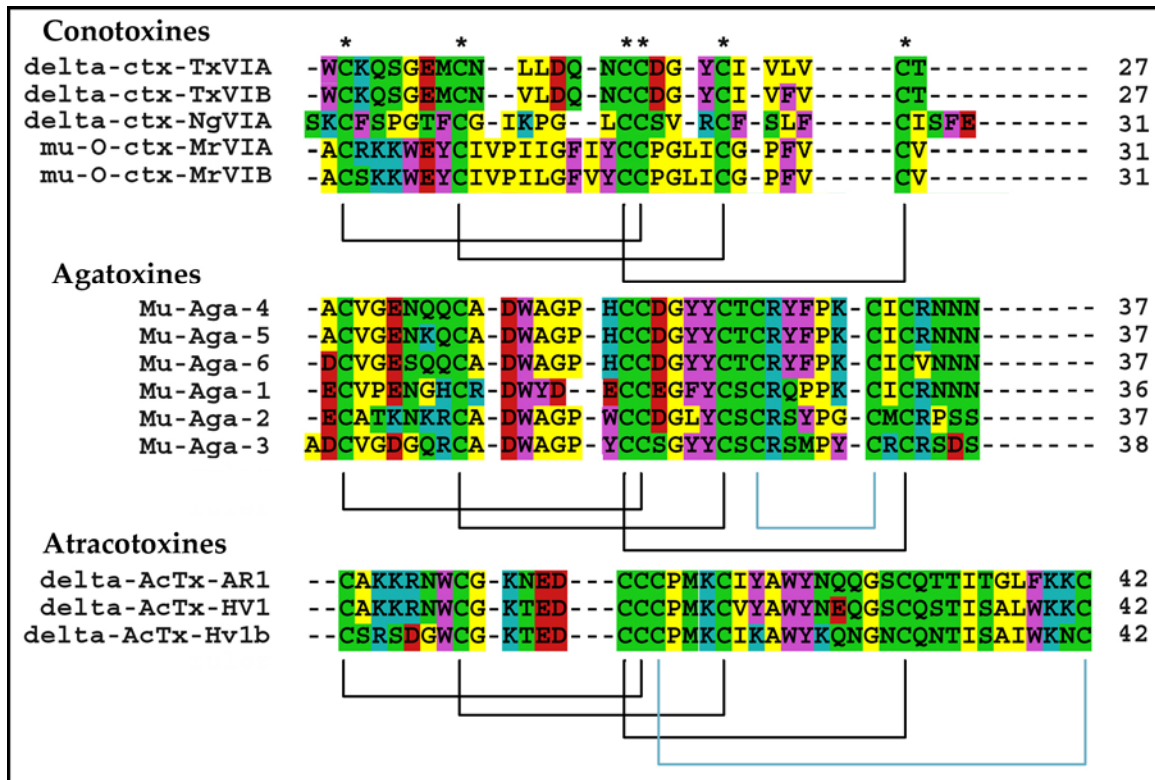 Conotoxines
* * ** * *
delta-ctx-TxVIA -WCKQSGEMCN--LLDQ-NCCDG-YCI-VLV-----CT---------- 27
delta-ctx-TxVIB -WCKQSGEMCN--VLDQ-NCCDG-YCI-VFV-----CT---------- 27
delta-ctx-NgVIA SKCFSPGTFCG-IKPG--LCCSV-RCF-SLF-----CISFE------- 31
mu-O-ctx-MrVIA -ACRKKWEYCIVPIIGFIYCCPGLICG-PFV-----CV---------- 31
mu-O-ctx-MrVIB -ACSKKWEYCIVPILGFVYCCPGLICG-PFV-----CV---------- 31
Agatoxines
Mu-Aga-4 -ACVGENQQCA-DWAGP-HCCDGYYCTCRYFPK-CICRNNN------- 37
Mu-Aga-5 -ACVGENKQCA-DWAGP-HCCDGYYCTCRYFPK-CICRNNN------- 37
Mu-Aga-6 -DCVGESQQCA-DWAGP-HCCDGYYCTCRYFPK-CICVNNN------- 37
Mu-Aga-1 -ECVPENGHCR-DWYD--ECCEGFYCSCRQPPK-CICRNNN------- 36
Mu-Aga-2 -ECATKNKRCA-DWAGP-WCCDGLYCSCRSYPG-CMCRPSS------- 37
Mu-Aga-3 ADCVGDGQRCA-DWAGP-YCCSGYYCSCRSMPY-CRCRSDS------- 38
Atracotoxines
delta-AcTx-AR1 --CAKKRNWCG-KNED---CCCPMKCIYAWYNQQGSCQTTITGLFKKC 42
delta-AcTx-HV1 --CAKKRNWCG-KTED---CCCPMKCVYAWYNEQGSCQSTISALWKKC 42
delta-AcTx-Hv1b --CSRSDGWCG-KTED---CCCPMKCIKAWYKQNGNCQNTISAIWKNC 42